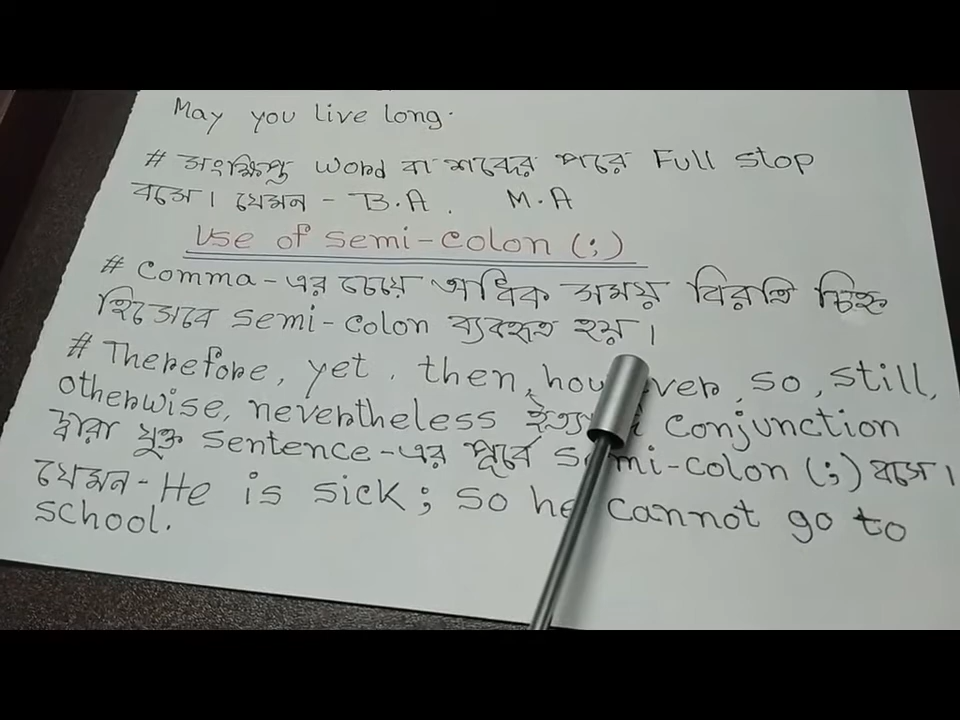 May you live long.
# সংক্ষিপ্ত word বা শব্দের পরে Full stop
বসে। যেমন - B.A. M.A
Use of semi-colon (;)
# Comma-এর চেয়ে অধিক সময় বিরতি চিহ্ন
হিসেবে semi-colon ব্যবহৃত হয়।
# Therefore, yet, then, however, so, still,
otherwise, nevertheless ইত্যাদি conjunction
দ্বারা যুক্ত sentence-এর পূর্বে semi-colon (;) বসে।
যেমন - He is sick; so he cannot go to
school.